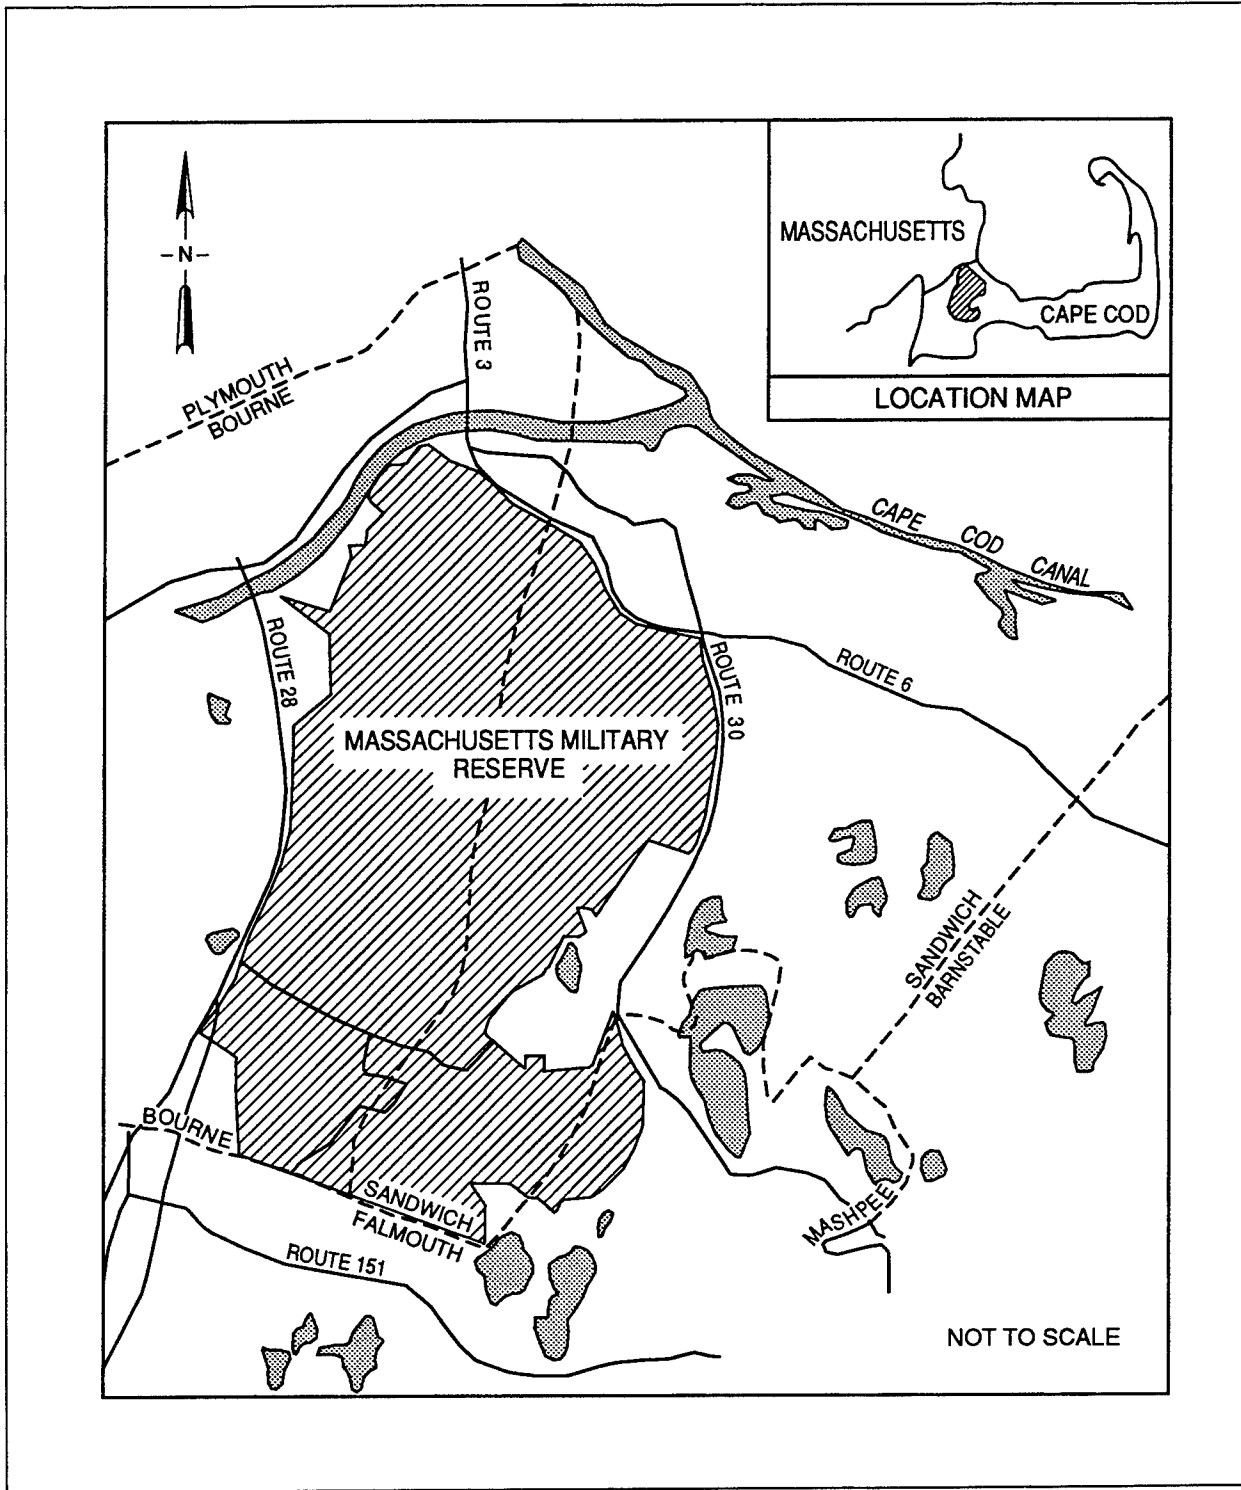 N
MASSACHUSETTS
CAPE COD
LOCATION MAP
ROUTE 3
PLYMOUTH
BOURNE
CAPE COD CANAL
ROUTE 28
ROUTE 30
ROUTE 6
MASSACHUSETTS MILITARY
RESERVE
SANDWICH
BARNSTABLE
BOURNE
SANDWICH
FALMOUTH
MASHPEE
ROUTE 151
NOT TO SCALE